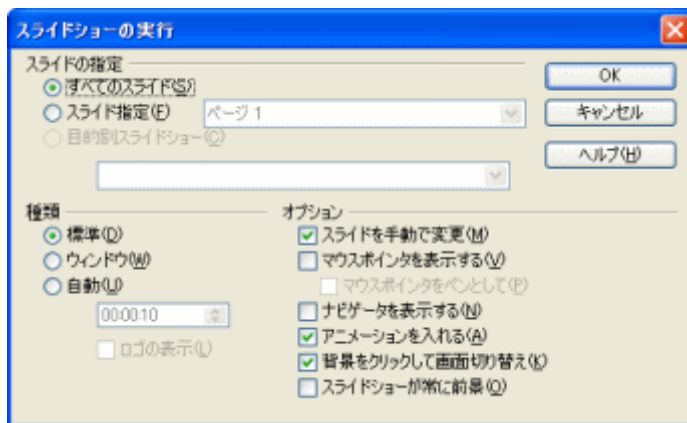 スライドショーの実行
スライドの指定
すべてのスライド(S)
スライド指定(F) ページ 1
目的別スライドショー(C)
OK
キャンセル
ヘルプ(H)
種類
標準(D)
ウィンドウ(W)
自動(U)
00:00:10
ロゴの表示(L)
オプション
スライドを手動で変更(M)
マウスポインタを表示する(V)
マウスポインタをペンとして(P)
ナビゲータを表示する(N)
アニメーションを入れる(A)
背景をクリックして画面切り替え(K)
スライドショーが常に前景(O)